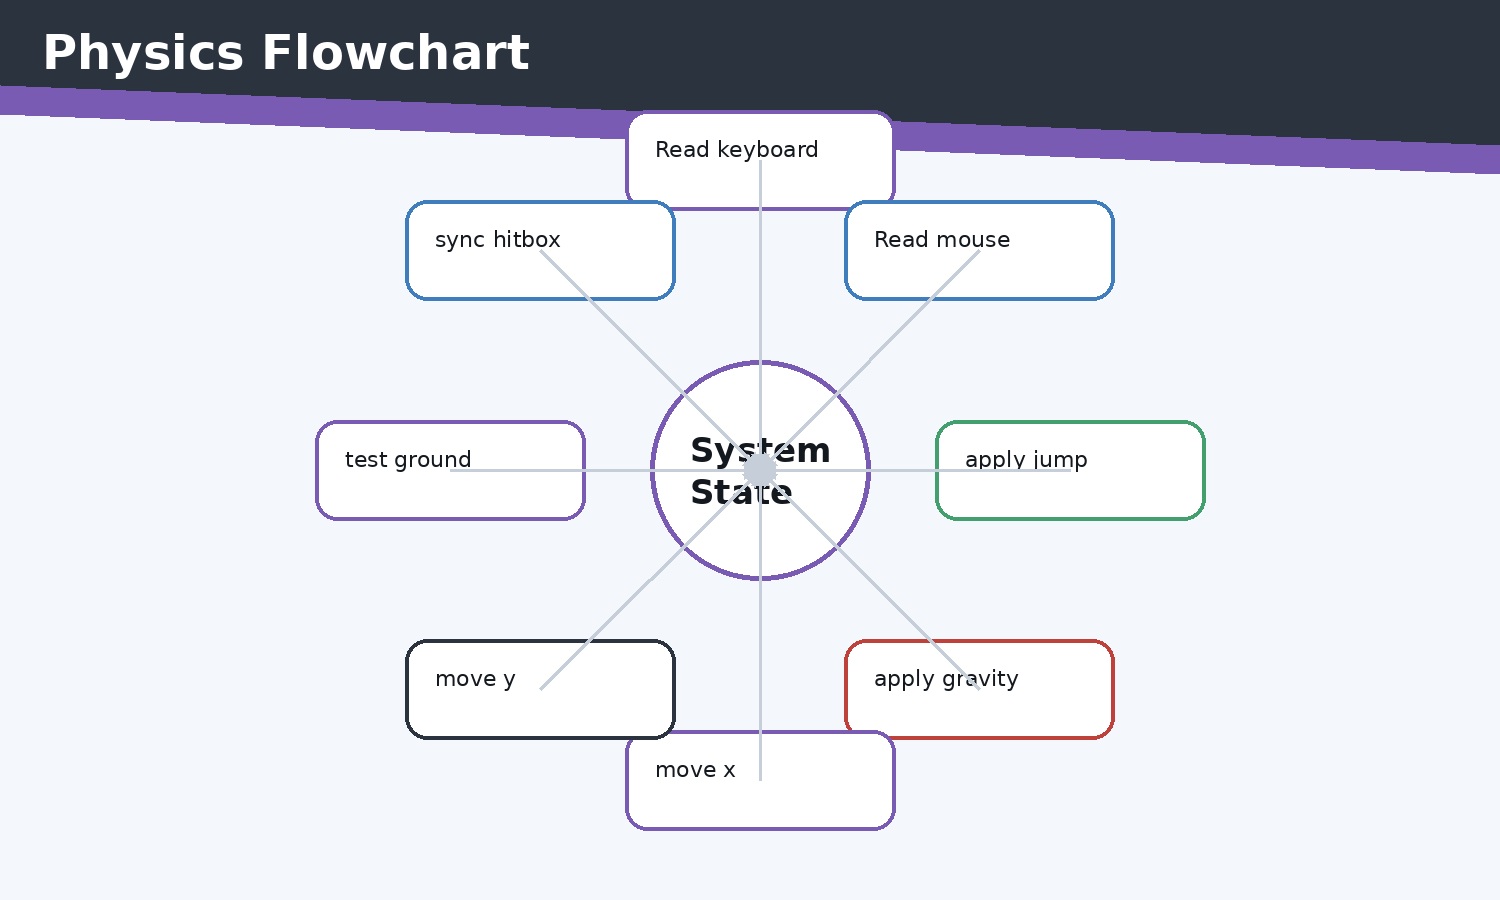 Physics Flowchart
Read keyboard
sync hitbox
Read mouse
System
State
test ground
apply jump
move y
apply gravity
move x